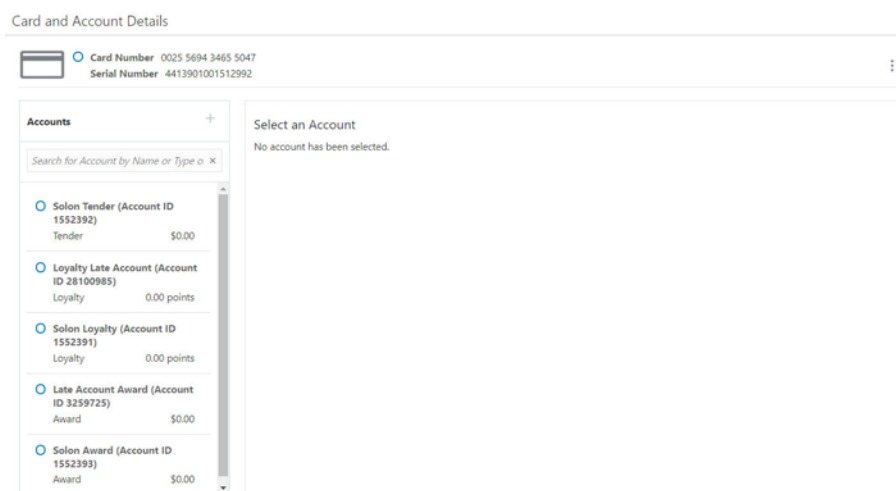 Card and Account Details
Card Number 0025 5694 3465 5047
Serial Number 4413901001512992
Accounts +
Search for Account by Name or Type o. ×
Solon Tender (Account ID
1552392)
Tender $0.00
Loyalty Late Account (Account
ID 28100985)
Loyalty 0.00 points
Solon Loyalty (Account ID
1552391)
Loyalty 0.00 points
Late Account Award (Account
ID 3259725)
Award $0.00
Solon Award (Account ID
1552393)
Award $0.00
Select an Account
No account has been selected.